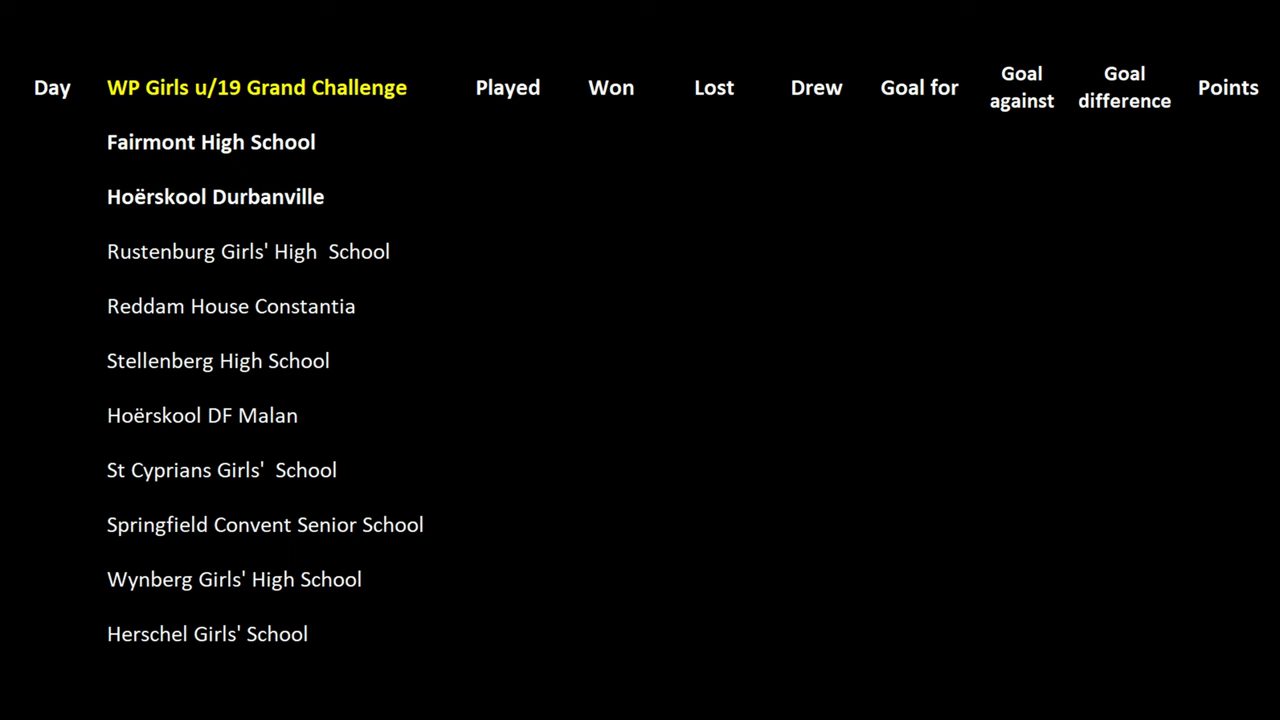 Day WP Girls u/19 Grand Challenge Played Won Lost Drew Goal for Goal against Goal difference Points
Fairmont High School
Hoërskool Durbanville
Rustenburg Girls' High  School
Reddam House Constantia
Stellenberg High School
Hoërskool DF Malan
St Cyprians Girls'  School
Springfield Convent Senior School
Wynberg Girls' High School
Herschel Girls' School